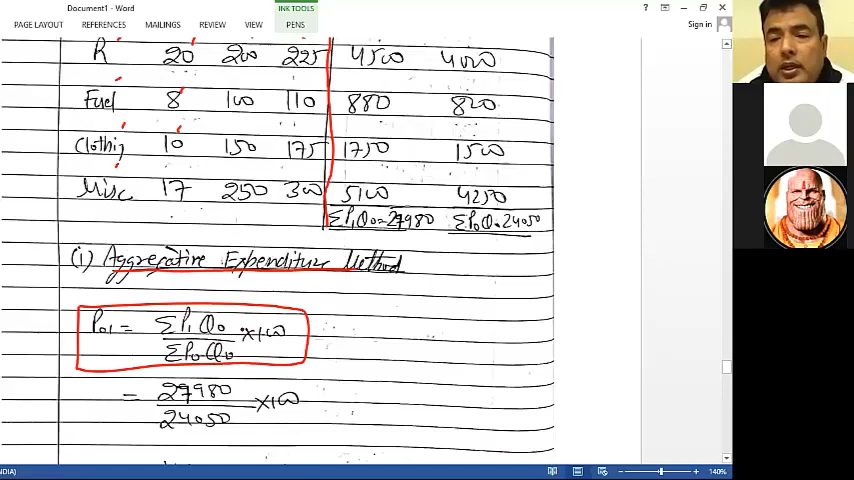 Document1 - Word
INK TOOLS
Sign in
PAGE LAYOUT REFERENCES MAILINGS REVIEW VIEW PENS
R 20 200 225 4500 4000
Fuel 8 100 110 880 800
Clothing 10 150 175 1750 1500
Misc. 17 250 300 5100 4250
ΣP₁Q₀=27980 ΣP₀Q₀=24050
(i) Aggregative Expenditure Method
P₀₁ = ΣP₁Q₀ / ΣP₀Q₀ ×100
= 27980 / 24050 ×100
NDIA)
140%